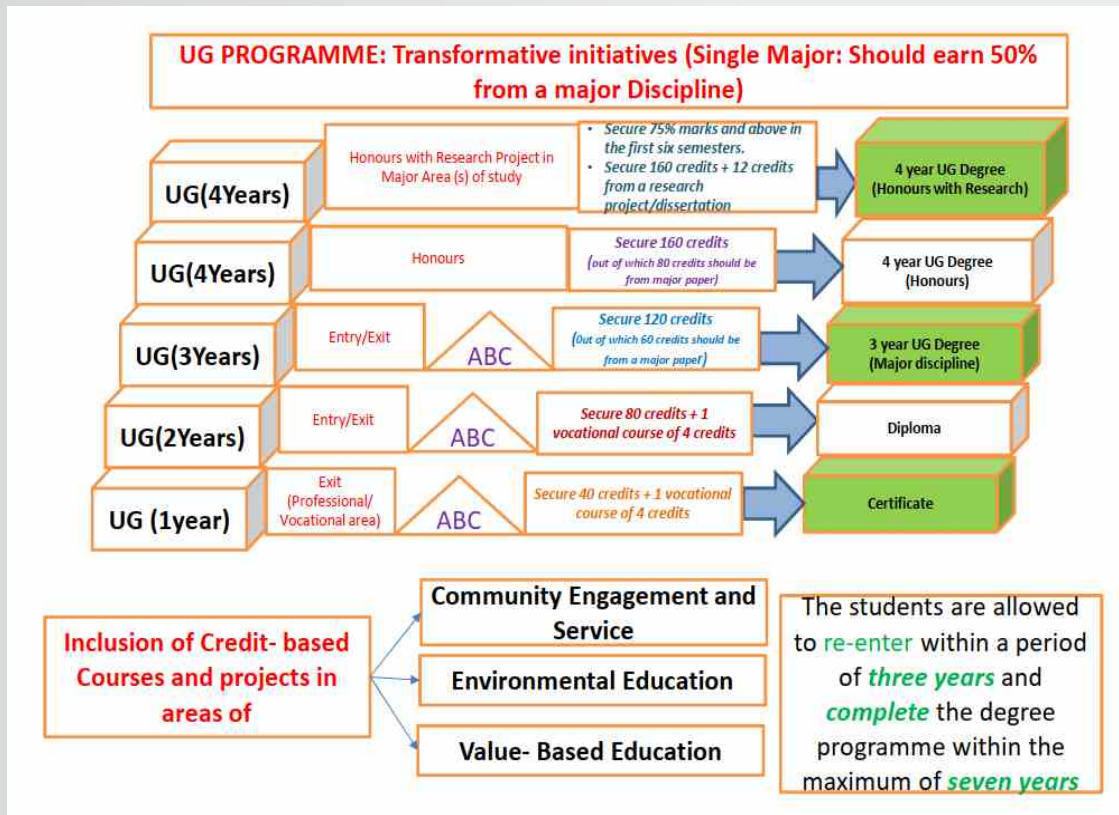 UG PROGRAMME: Transformative initiatives (Single Major: Should earn 50%
from a major Discipline)
UG(4Years)
Honours with Research Project in
Major Area (s) of study
• Secure 75% marks and above in
the first six semesters.
• Secure 160 credits + 12 credits
from a research
project/dissertation
4 year UG Degree
(Honours with Research)
UG(4Years)
Honours
Secure 160 credits
(out of which 80 credits should be
from major paper)
4 year UG Degree
(Honours)
UG(3Years)
Entry/Exit
ABC
Secure 120 credits
(Out of which 60 credits should be
from a major paper)
3 year UG Degree
(Major discipline)
UG(2Years)
Entry/Exit
ABC
Secure 80 credits + 1
vocational course of 4 credits
Diploma
UG (1year)
Exit
(Professional/
Vocational area)
ABC
Secure 40 credits + 1 vocational
course of 4 credits
Certificate
Inclusion of Credit- based
Courses and projects in
areas of
Community Engagement and
Service
Environmental Education
Value- Based Education
The students are allowed
to re-enter within a period
of three years and
complete the degree
programme within the
maximum of seven years